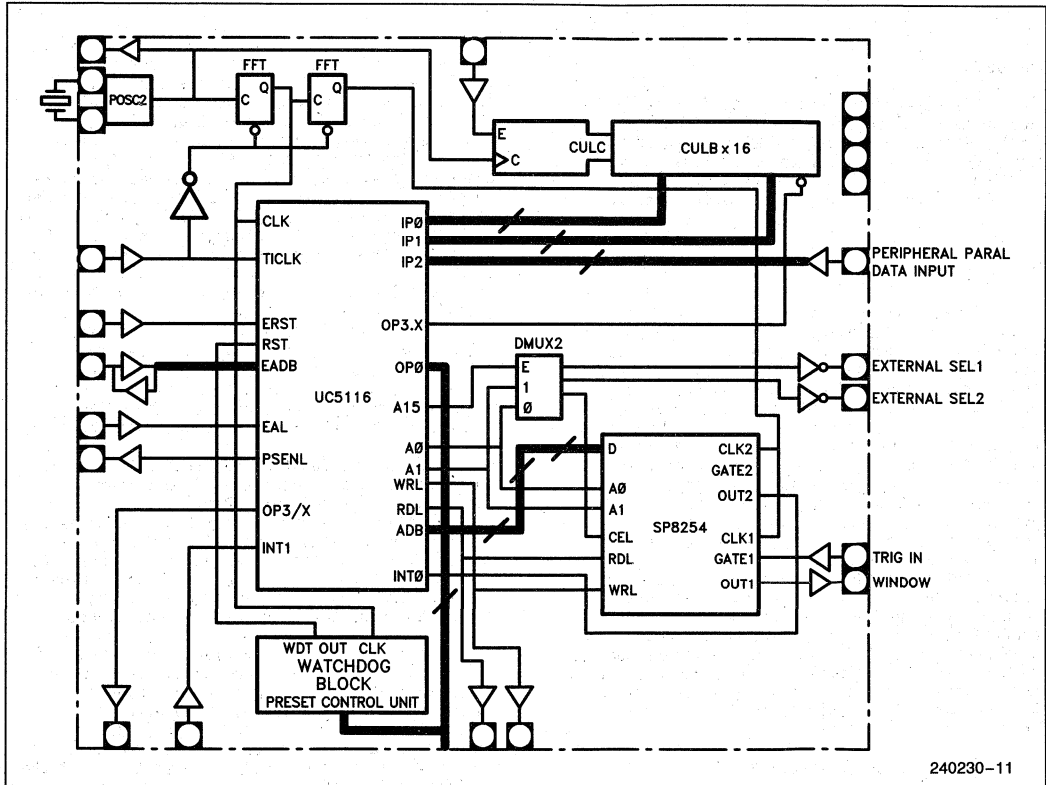 FFT
FFT
POSC2
C
Q
C
Q
E
C
CULC
CULB x 16
CLK
TICLK
ERST
RST
EADB
EAL
PSENL
OP3/X
INT1
UC5116
IP0
IP1
IP2
OP3.X
OP0
A15
A0
A1
WRL
RDL
ADB
INT0
DMUX2
E
1
0
D
A0
A1
CEL
RDL
WRL
SP8254
CLK2
GATE2
OUT2
CLK1
GATE1
OUT1
PERIPHERAL PARAL
DATA INPUT
EXTERNAL SEL1
EXTERNAL SEL2
TRIG IN
WINDOW
WDT OUT CLK
WATCHDOG
BLOCK
PRESET CONTROL UNIT
240230-11